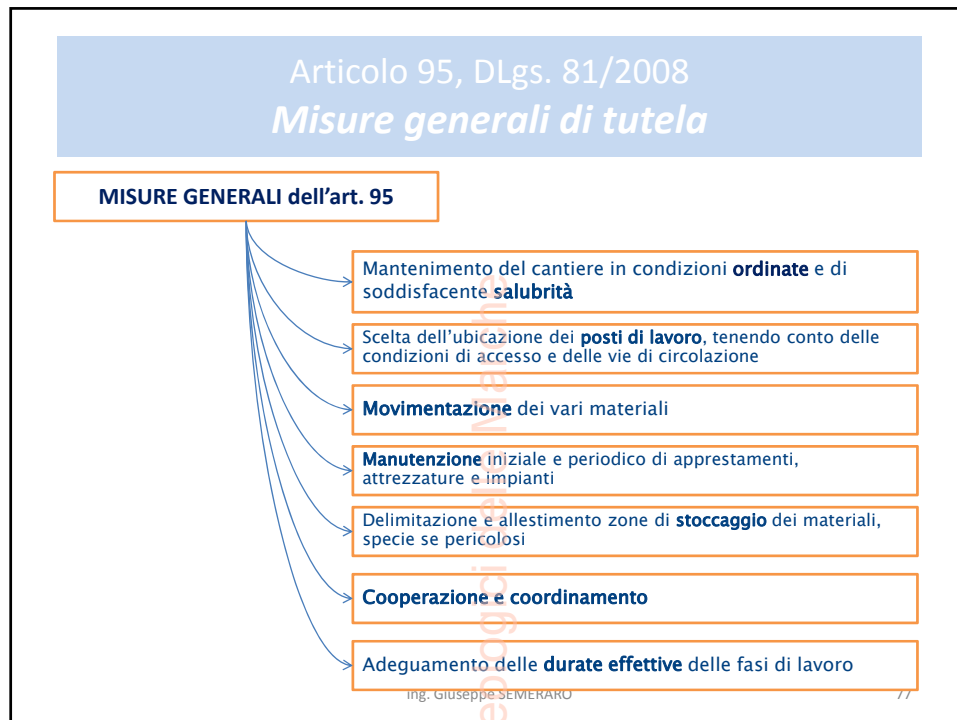 Articolo 95, DLgs. 81/2008
Misure generali di tutela
MISURE GENERALI dell'art. 95
Mantenimento del cantiere in condizioni ordinate e di
soddisfacente salubrità
Scelta dell'ubicazione dei posti di lavoro, tenendo conto delle
condizioni di accesso e delle vie di circolazione
Movimentazione dei vari materiali
Manutenzione iniziale e periodico di apprestamenti,
attrezzature e impianti
Delimitazione e allestimento zone di stoccaggio dei materiali,
specie se pericolosi
Cooperazione e coordinamento
Adeguamento delle durate effettive delle fasi di lavoro
ing. Giuseppe SEMERARO
77
delle Marche